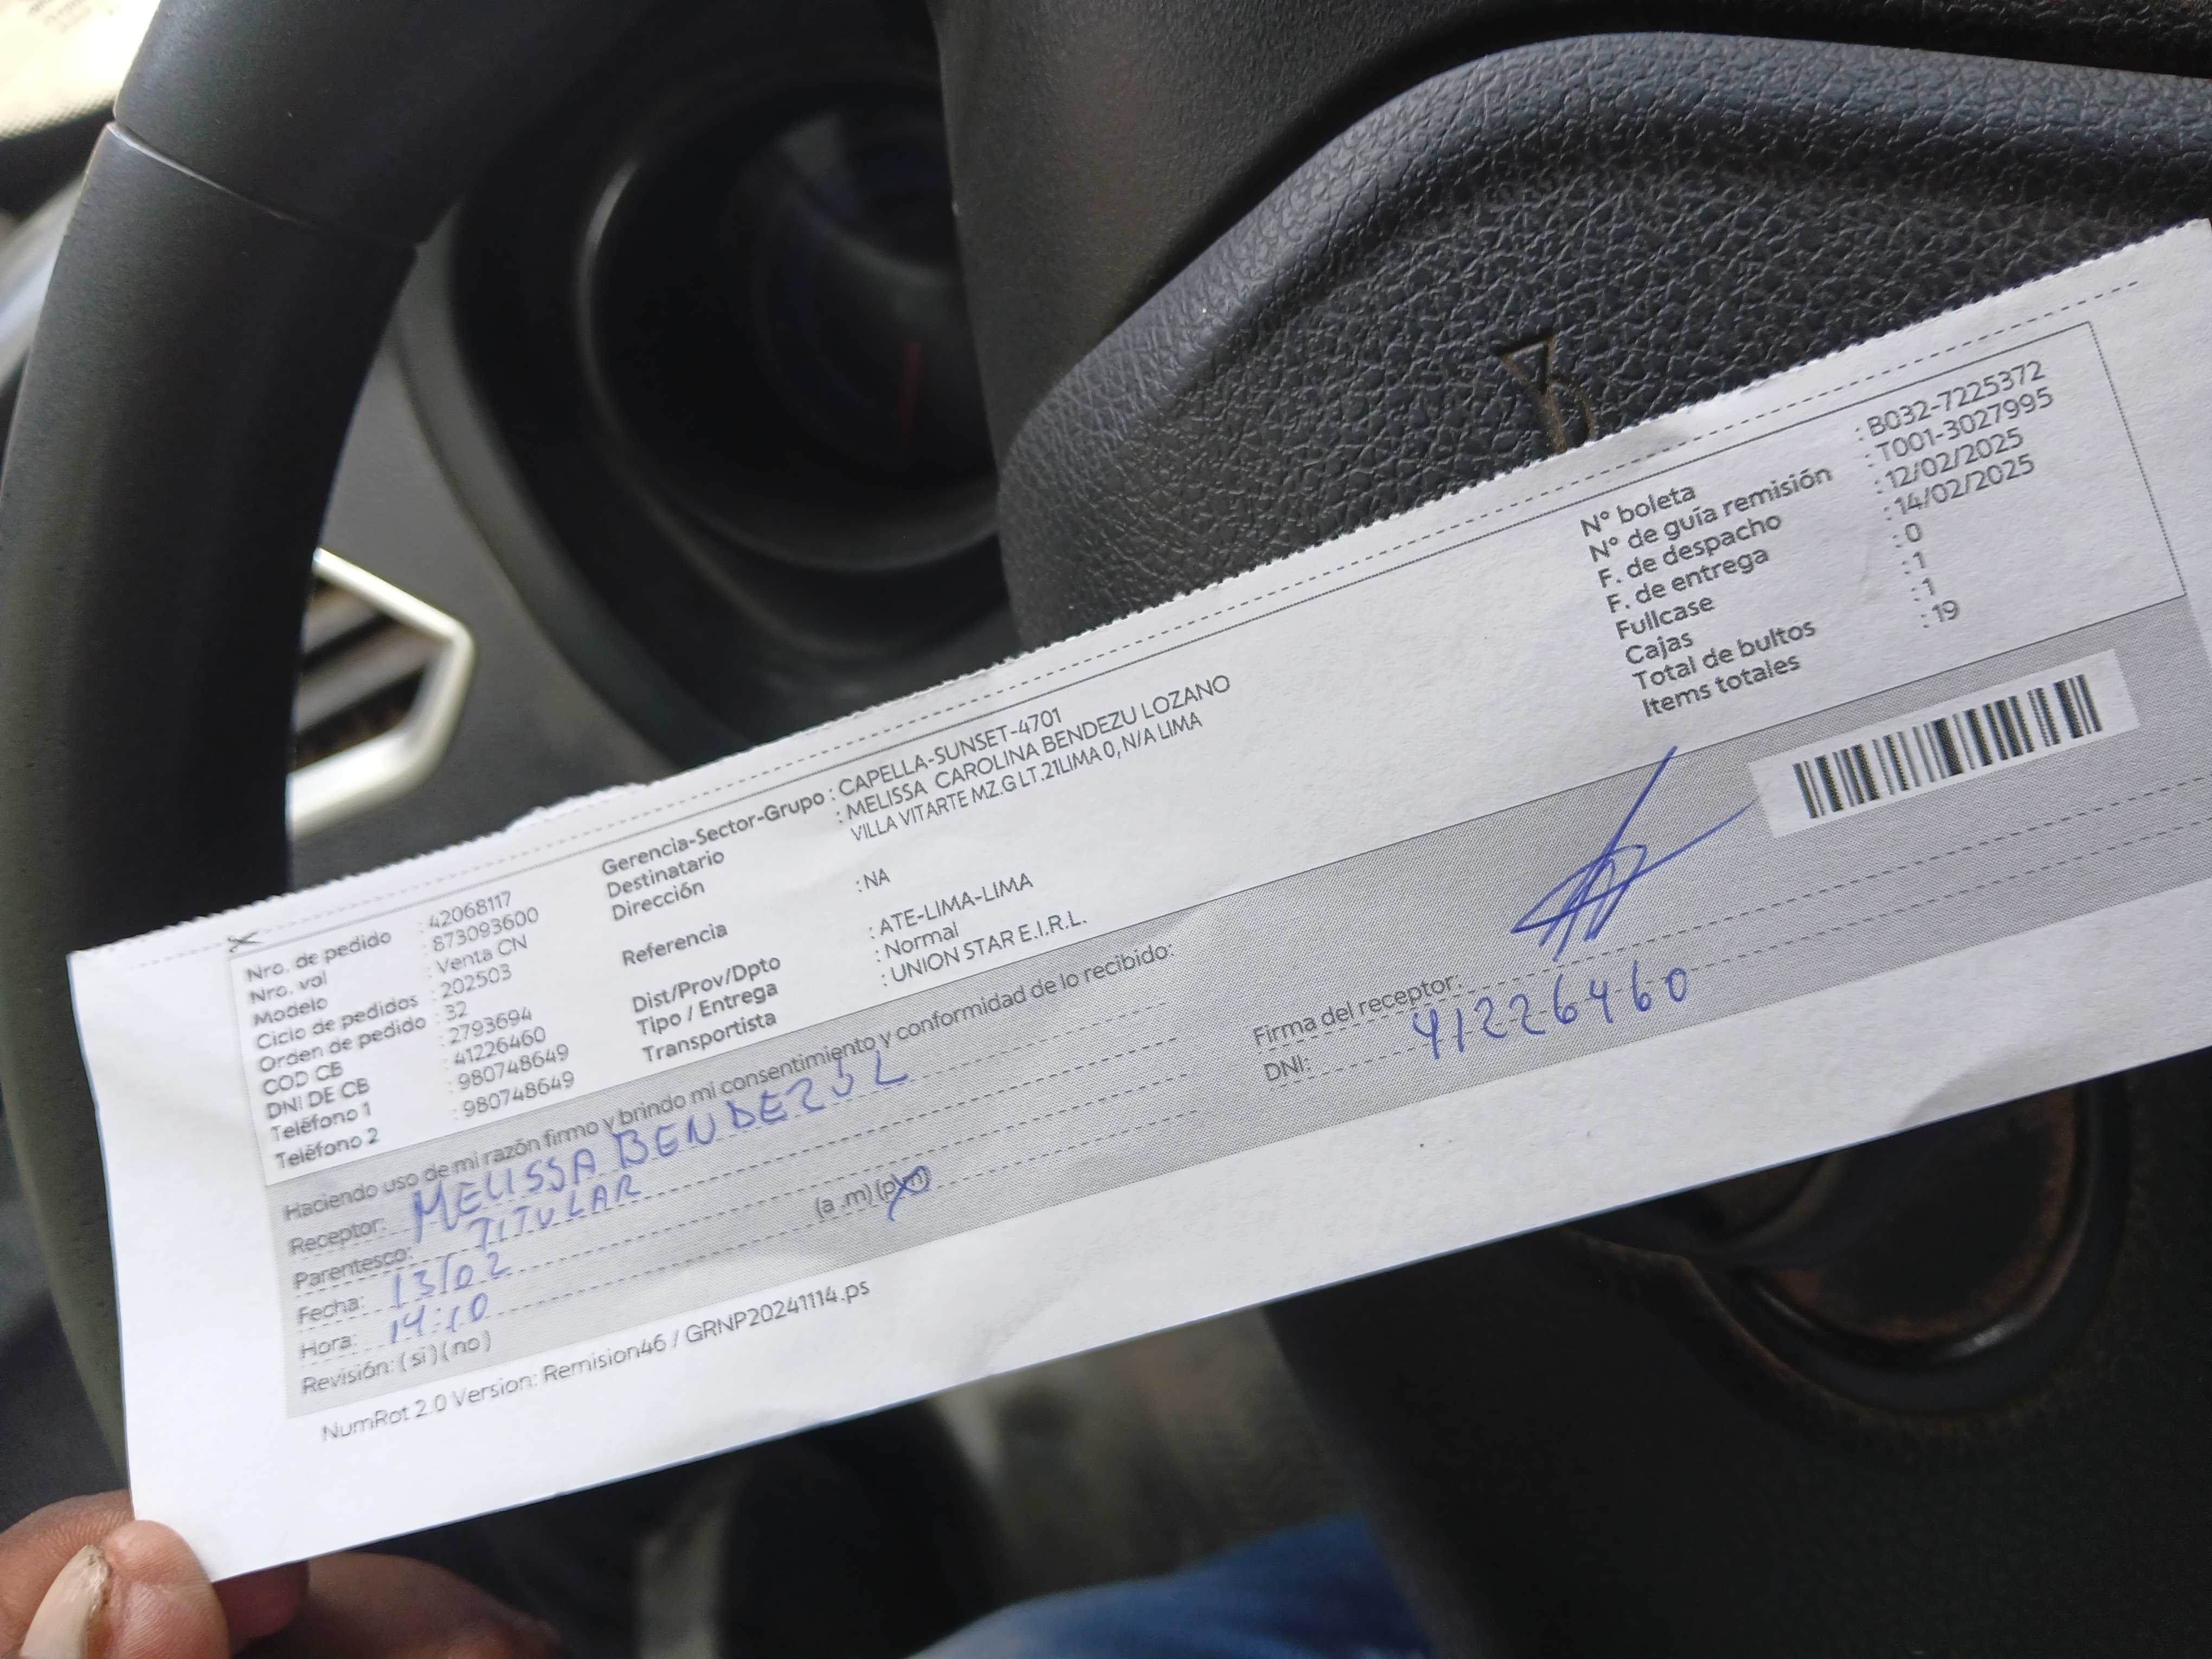 Nro. de pedido : 42068117
Nro. val : 873093600
Modelo : Venta CN
Ciclo de pedidos : 202503
Orden de pedido : 32
COD CB : 2793694
DNI DE CB : 41226460
Teléfono 1 : 980748649
Teléfono 2 : 980748649
Gerencia-Sector-Grupo : CAPELLA-SUNSET-4701
Destinatario : MELISSA CAROLINA BENDEZU LOZANO
Dirección VILLA VITARTE MZ.G LT.21LIMA 0, N/A LIMA
Referencia : NA
Dist/Prov/Dpto : ATE-LIMA-LIMA
Tipo / Entrega : Normal
Transportista : UNION STAR E.I.R.L.
N° boleta : B032-7225372
N° de guía remisión : T001-3027995
F. de despacho : 12/02/2025
F. de entrega : 14/02/2025
Fullcase : 0
Cajas : 1
Total de bultos : 1
Items totales : 19
Haciendo uso de mi razón firmo y brindo mi consentimiento y conformidad de lo recibido:
Receptor: MELISSA BENDEZÚ L
Parentesco: TITULAR
Fecha: 13/02
Hora: 14:10 (a .m) (p.m)
Revisión: ( si ) ( no )
Firma del receptor:
DNI: 41226460
NumRot 2.0 Version: Remision46 / GRNP20241114.ps